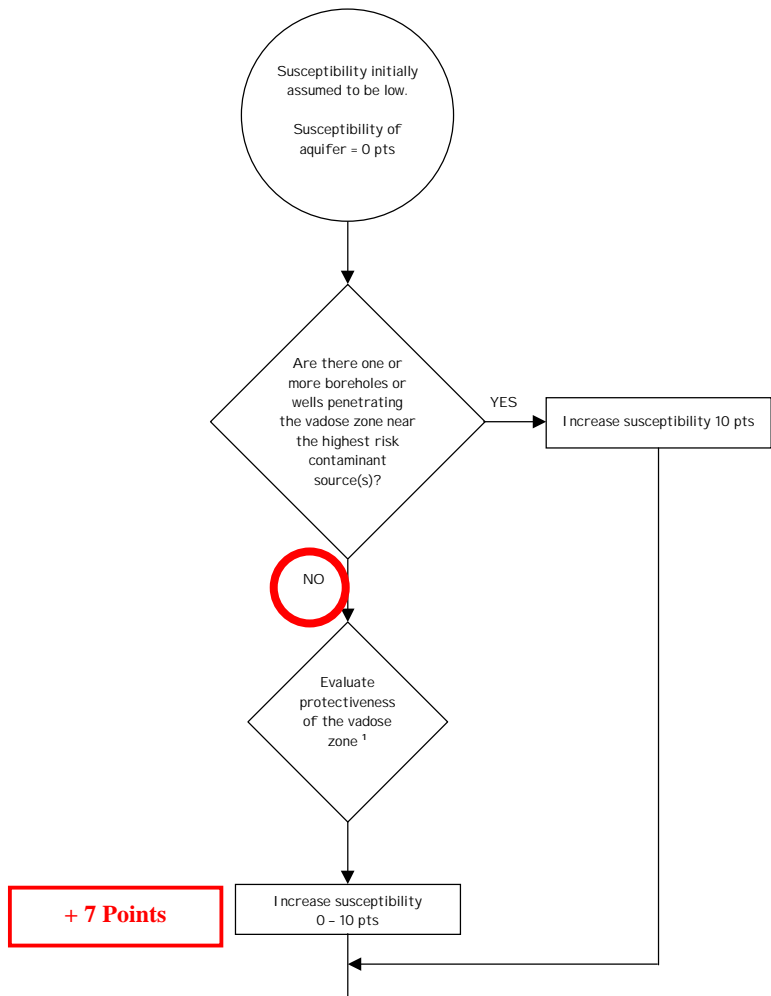 Susceptibility initially
assumed to be low.
Susceptibility of
aquifer = 0 pts
Are there one or
more boreholes or
wells penetrating
the vadose zone near
the highest risk
contaminant
source(s)?
YES
Increase susceptibility 10 pts
NO
Evaluate
protectiveness
of the vadose
zone ¹
+ 7 Points
Increase susceptibility
0 – 10 pts